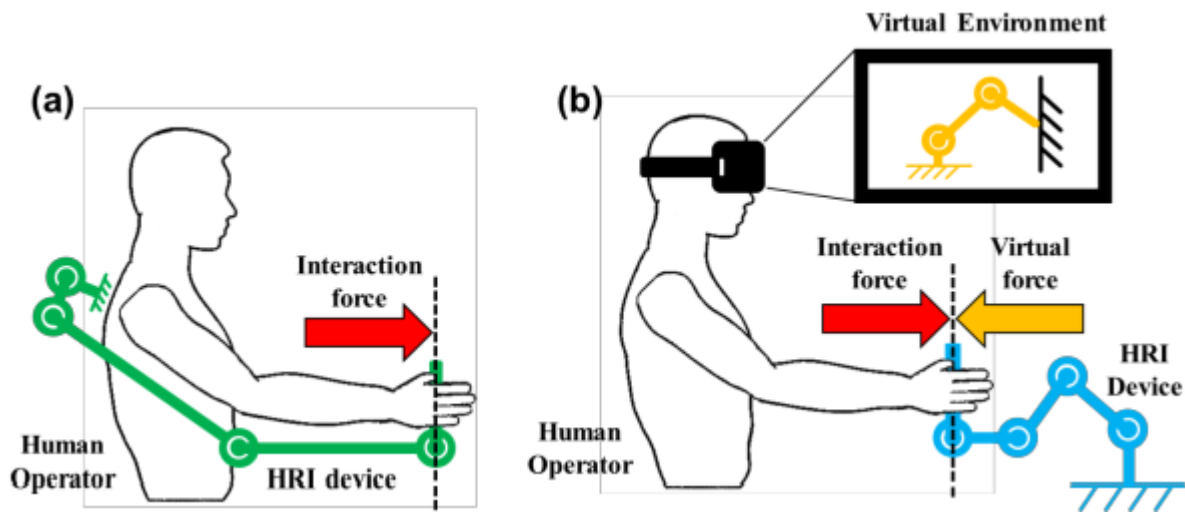 (a)
Interaction
force
Human
Operator
HRI device
Virtual Environment
(b)
Interaction
force
Virtual
force
HRI
Device
Human
Operator